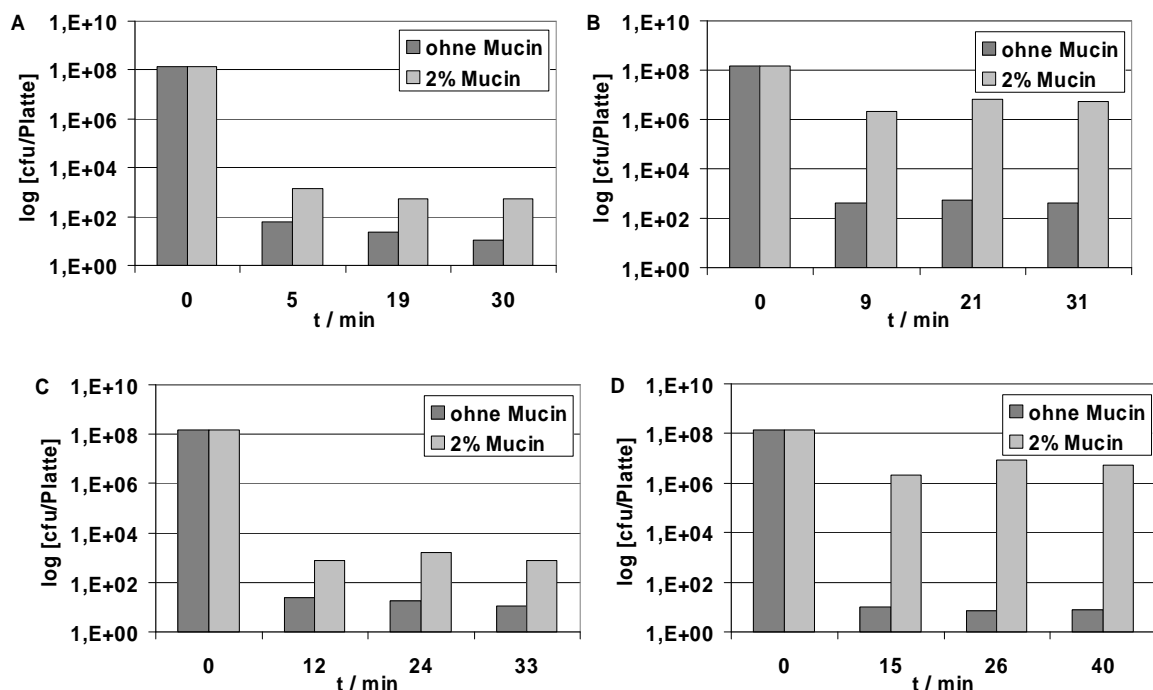 A
log [cfu/Platte]
1,E+10
1,E+08
1,E+06
1,E+04
1,E+02
1,E+00
ohne Mucin
2% Mucin
0 5 19 30
t / min
B
log [cfu/Platte]
1,E+10
1,E+08
1,E+06
1,E+04
1,E+02
1,E+00
ohne Mucin
2% Mucin
0 9 21 31
t / min
C
log [cfu/Platte]
1,E+10
1,E+08
1,E+06
1,E+04
1,E+02
1,E+00
ohne Mucin
2% Mucin
0 12 24 33
t / min
D
log [cfu/Platte]
1,E+10
1,E+08
1,E+06
1,E+04
1,E+02
1,E+00
ohne Mucin
2% Mucin
0 15 26 40
t / min